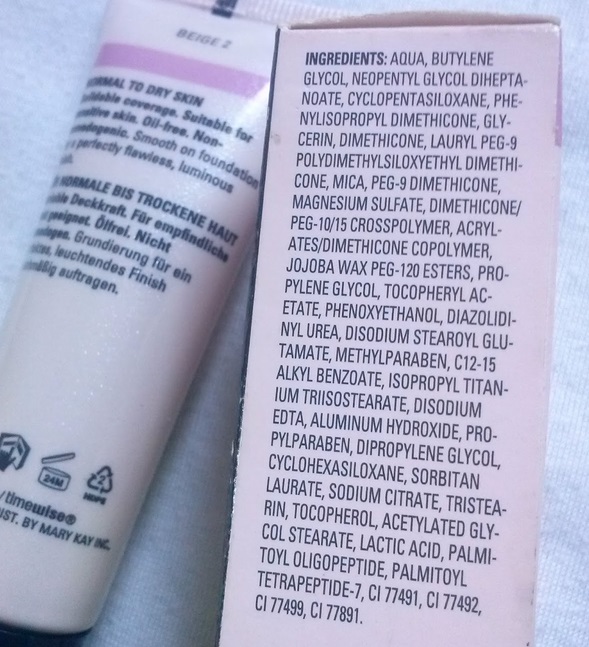 BEIGE 2
NORMAL TO DRY SKIN
coverage. Suitable for
skin. Oil-free. Non-
Smooth on foundation
perfectly flawless, luminous
NORMALE BIS TROCKENE HAUT
Deckkraft. Für empfindliche
geeignet. Ölfrei. Nicht
Grundierung für ein
leuchtendes Finish
auftragen.
24M
2
HDPE
timewise®
DIST. BY MARY KAY INC.
INGREDIENTS: AQUA, BUTYLENE
GLYCOL, NEOPENTYL GLYCOL DIHEPTA-
NOATE, CYCLOPENTASILOXANE, PHE-
NYLISOPROPYL DIMETHICONE, GLY-
CERIN, DIMETHICONE, LAURYL PEG-9
POLYDIMETHYLSILOXYETHYL DIMETHI-
CONE, MICA, PEG-9 DIMETHICONE,
MAGNESIUM SULFATE, DIMETHICONE/
PEG-10/15 CROSSPOLYMER, ACRYL-
ATES/DIMETHICONE COPOLYMER,
JOJOBA WAX PEG-120 ESTERS, PRO-
PYLENE GLYCOL, TOCOPHERYL AC-
ETATE, PHENOXYETHANOL, DIAZOLIDI-
NYL UREA, DISODIUM STEAROYL GLU-
TAMATE, METHYLPARABEN, C12-15
ALKYL BENZOATE, ISOPROPYL TITAN-
IUM TRIISOSTEARATE, DISODIUM
EDTA, ALUMINUM HYDROXIDE, PRO-
PYLPARABEN, DIPROPYLENE GLYCOL,
CYCLOHEXASILOXANE, SORBITAN
LAURATE, SODIUM CITRATE, TRISTEA-
RIN, TOCOPHEROL, ACETYLATED GLY-
COL STEARATE, LACTIC ACID, PALMI-
TOYL OLIGOPEPTIDE, PALMITOYL
TETRAPEPTIDE-7, CI 77491, CI 77492,
CI 77499, CI 77891.